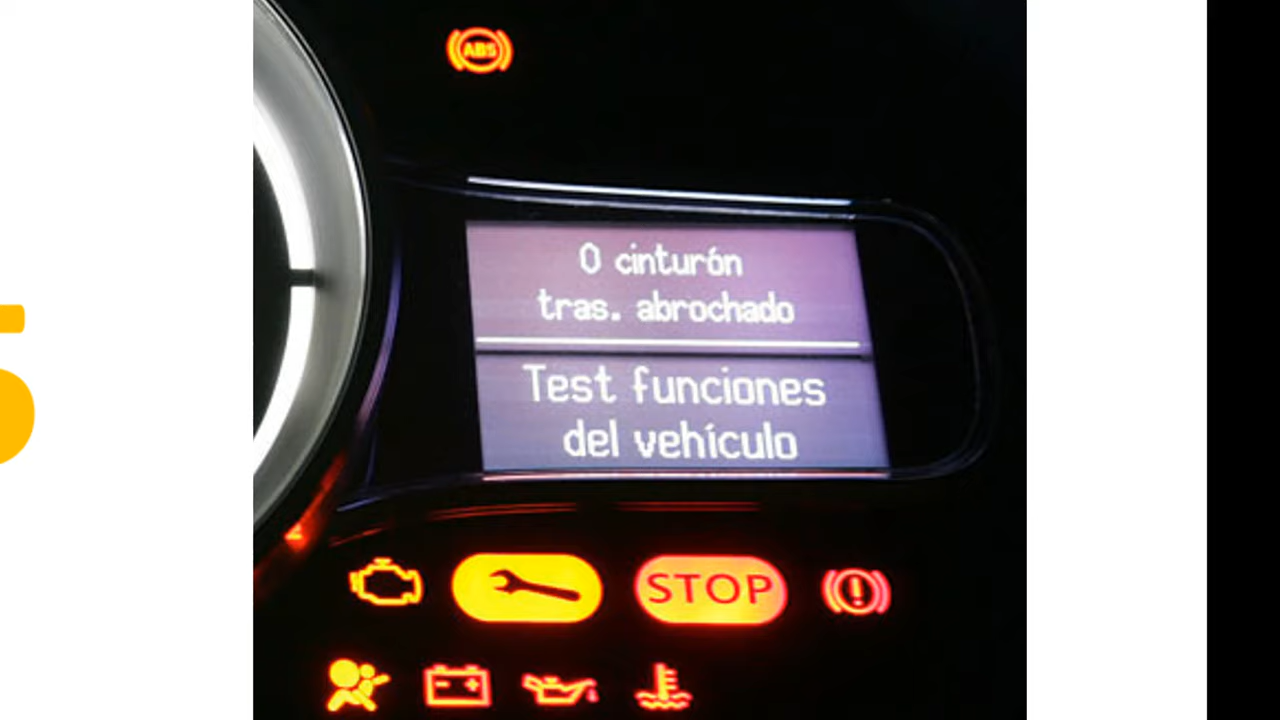 ABS
0 cinturón
tras. abrochado
Test funciones
del vehículo
STOP